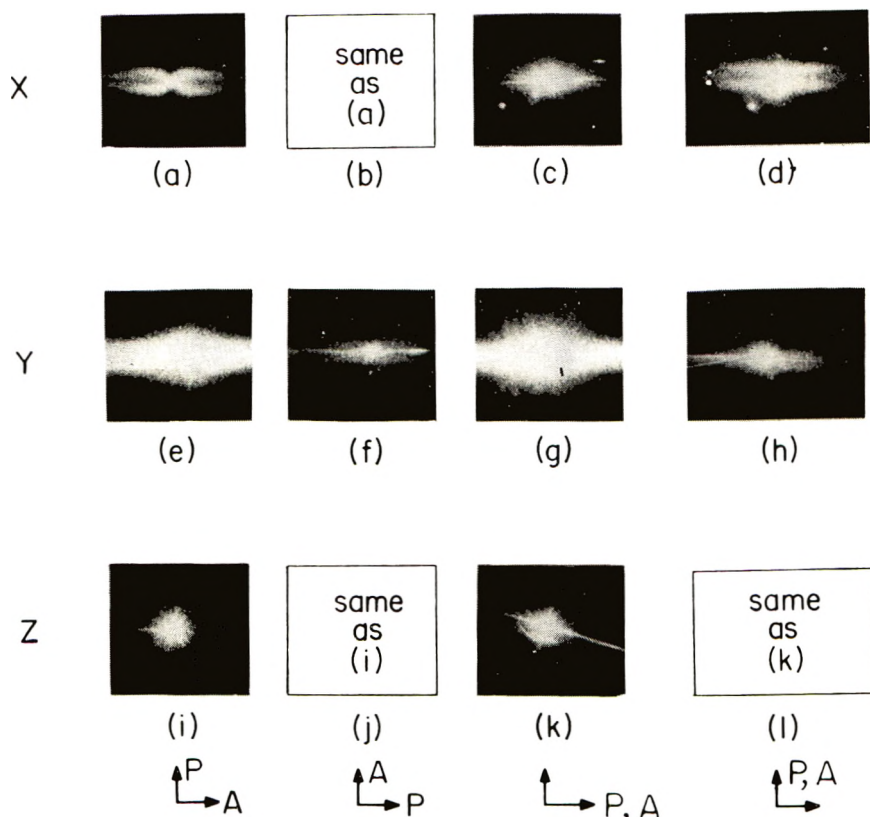 X
same
as
(a)
(a)
(b)
(c)
(d)
Y
(e)
(f)
(g)
(h)
Z
same
as
(i)
same
as
(k)
(i)
(j)
(k)
(l)
P
A
A
P
P, A
P, A